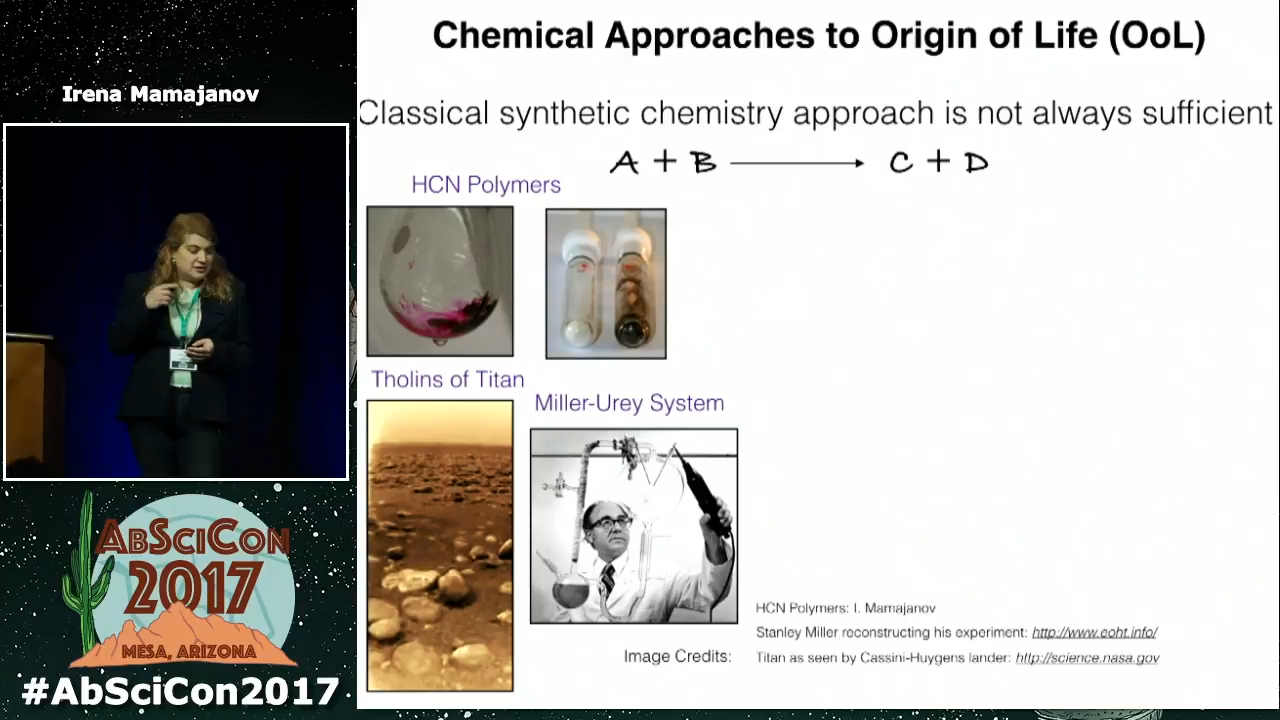 Irena Mamajanov
ABSCICON
2017
MESA, ARIZONA
#AbSciCon2017
Chemical Approaches to Origin of Life (OoL)
Classical synthetic chemistry approach is not always sufficient
A + B → C + D
HCN Polymers
Tholins of Titan
Miller-Urey System
HCN Polymers: I. Mamajanov
Stanley Miller reconstructing his experiment: http://www.ooht.info/
Image Credits: Titan as seen by Cassini-Huygens lander: http://science.nasa.gov